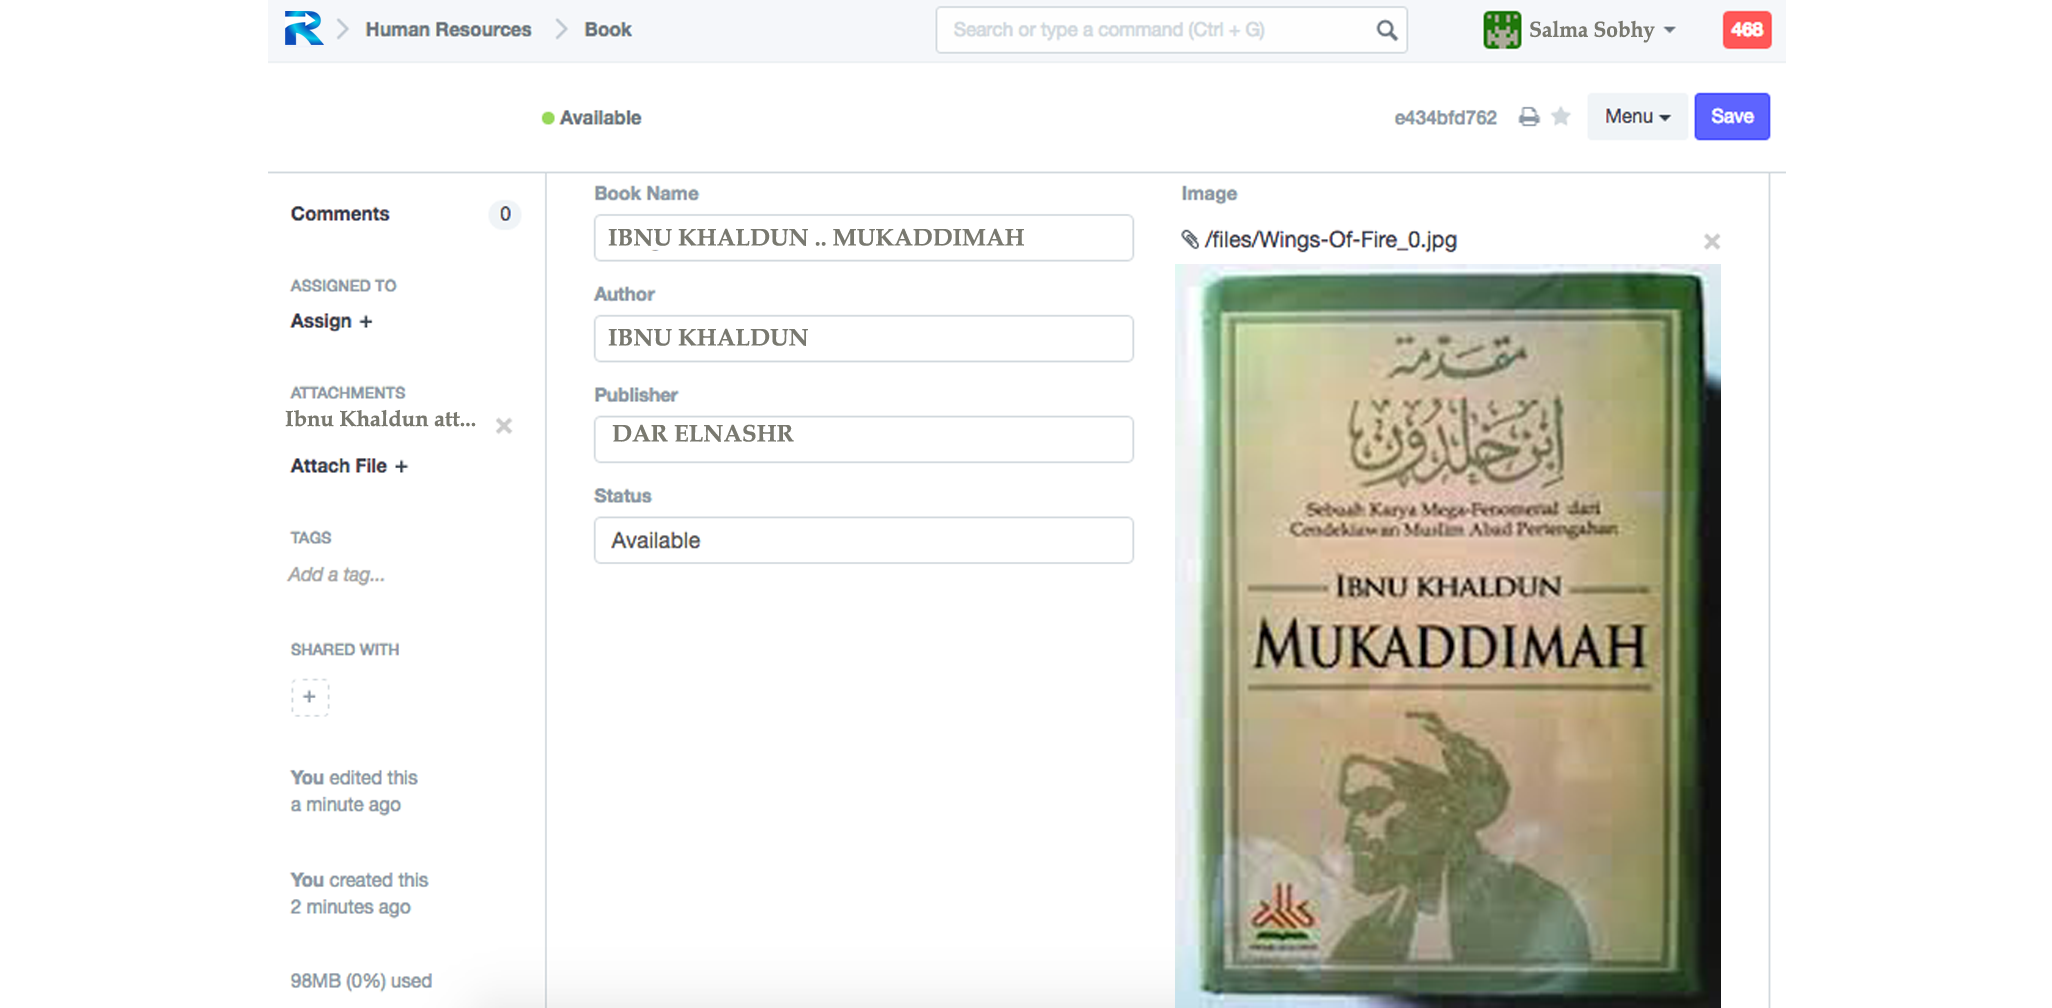 Human Resources
Book
Search or type a command (Ctrl + G)
Salma Sobhy
468
Available
e434bfd762
Menu
Save
Comments
0
ASSIGNED TO
Assign +
ATTACHMENTS
Ibnu Khaldun att...
Attach File +
TAGS
Add a tag...
SHARED WITH
+
You edited this
a minute ago
You created this
2 minutes ago
98MB (0%) used
Book Name
IBNU KHALDUN .. MUKADDIMAH
Author
IBNU KHALDUN
Publisher
DAR ELNASHR
Status
Available
Image
/files/Wings-Of-Fire_0.jpg
مقدمة
ابن خلدون
Sebuah Karya Mega-Fenomenal dari
Cendekiawan Muslim Abad Pertengahan
IBNU KHALDUN
MUKADDIMAH